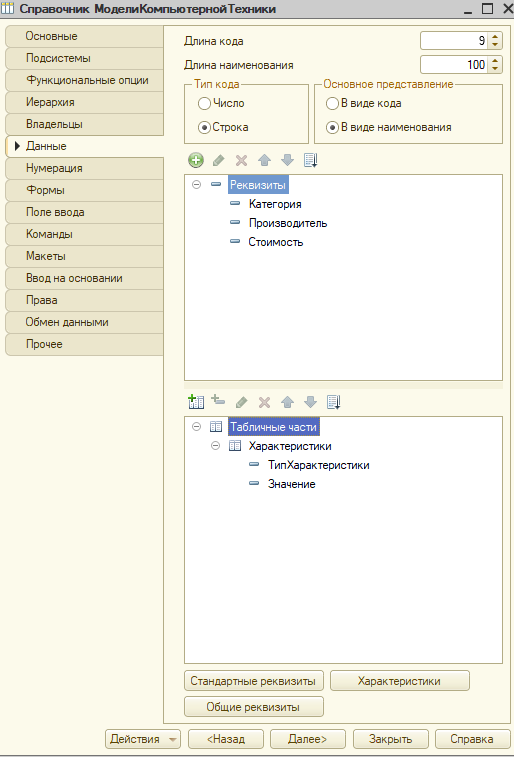 Справочник МоделиКомпьютернойТехники
Основные
Подсистемы
Функциональные опции
Иерархия
Владельцы
Данные
Нумерация
Формы
Поле ввода
Команды
Макеты
Ввод на основании
Права
Обмен данными
Прочее
Длина кода 9
Длина наименования 100
Тип кода
Число
Строка
Основное представление
В виде кода
В виде наименования
Реквизиты
Категория
Производитель
Стоимость
Табличные части
Характеристики
ТипХарактеристики
Значение
Стандартные реквизиты Характеристики
Общие реквизиты
Действия <Назад Далее> Закрыть Справка